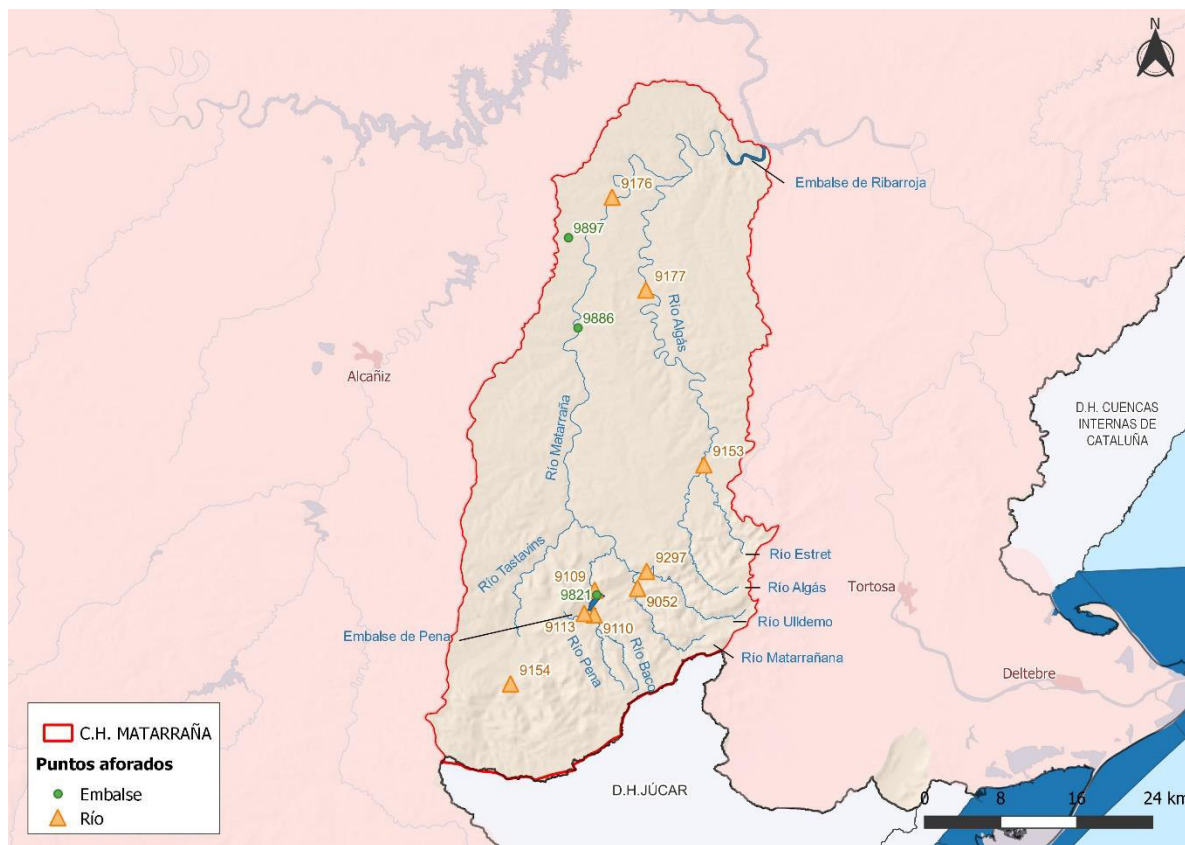 N
Embalse de Ribarroja
9176
9897
9177
9886
Río Algás
Alcañiz
D.H. CUENCAS
INTERNAS DE
CATALUÑA
Río Matarraña
9153
Río Tastavins
9297
Río Estret
9109
9821
9052
Río Algás
Tortosa
Embalse de Pena
9113
9110
Río Ulldemo
Río Pena
Río Baco
Río Matarrañana
9154
Deltebre
C.H. MATARRAÑA
Puntos aforados
Embalse
Río
D.H.JÚCAR
0 8 16 24 km